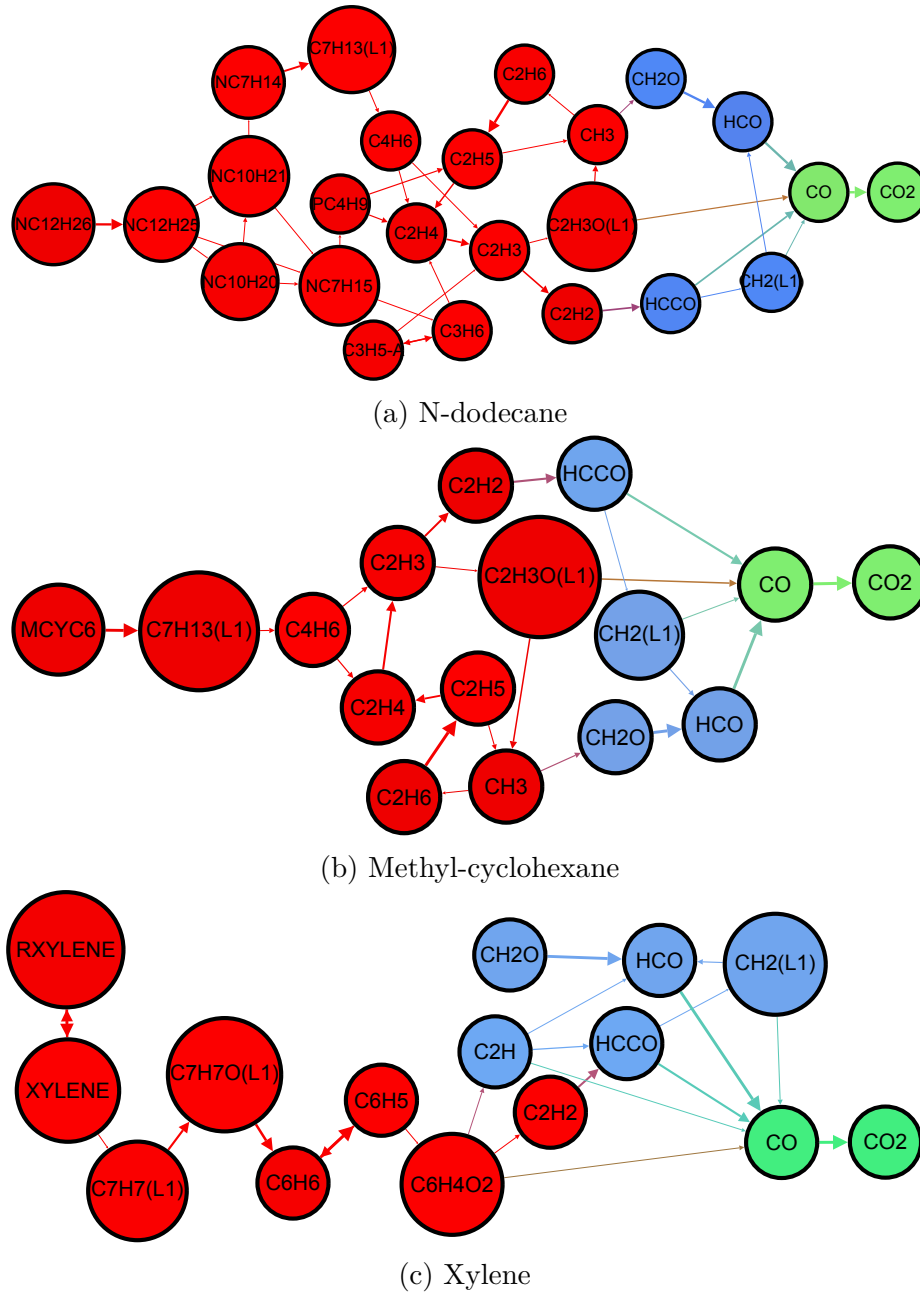 C7H13(L1)
NC7H14
C2H6
CH2O
HCO
C4H6
CH3
C2H5
NC10H21
CO
CO2
PC4H9
NC12H26
NC12H25
C2H4
C2H3
C2H3O(L1
NC10H20
NC7H15
CH2(L1)
HCCO
C2H2
C3H6
C3H5-A
(a) N-dodecane
HCCO
C2H2
C2H3
C2H3O(L1)
CO
CO2
MCYC6
C7H13(L1)
C4H6
CH2(L1)
C2H5
C2H4
CH2O
HCO
C2H6
CH3
(b) Methyl-cyclohexane
RXYLENE
CH2O
HCO
CH2(L1)
C2H
HCCO
XYLENE
C7H7O(L1)
C6H5
C2H2
CO
CO2
C7H7(L1)
C6H6
C6H4O2
(c) Xylene